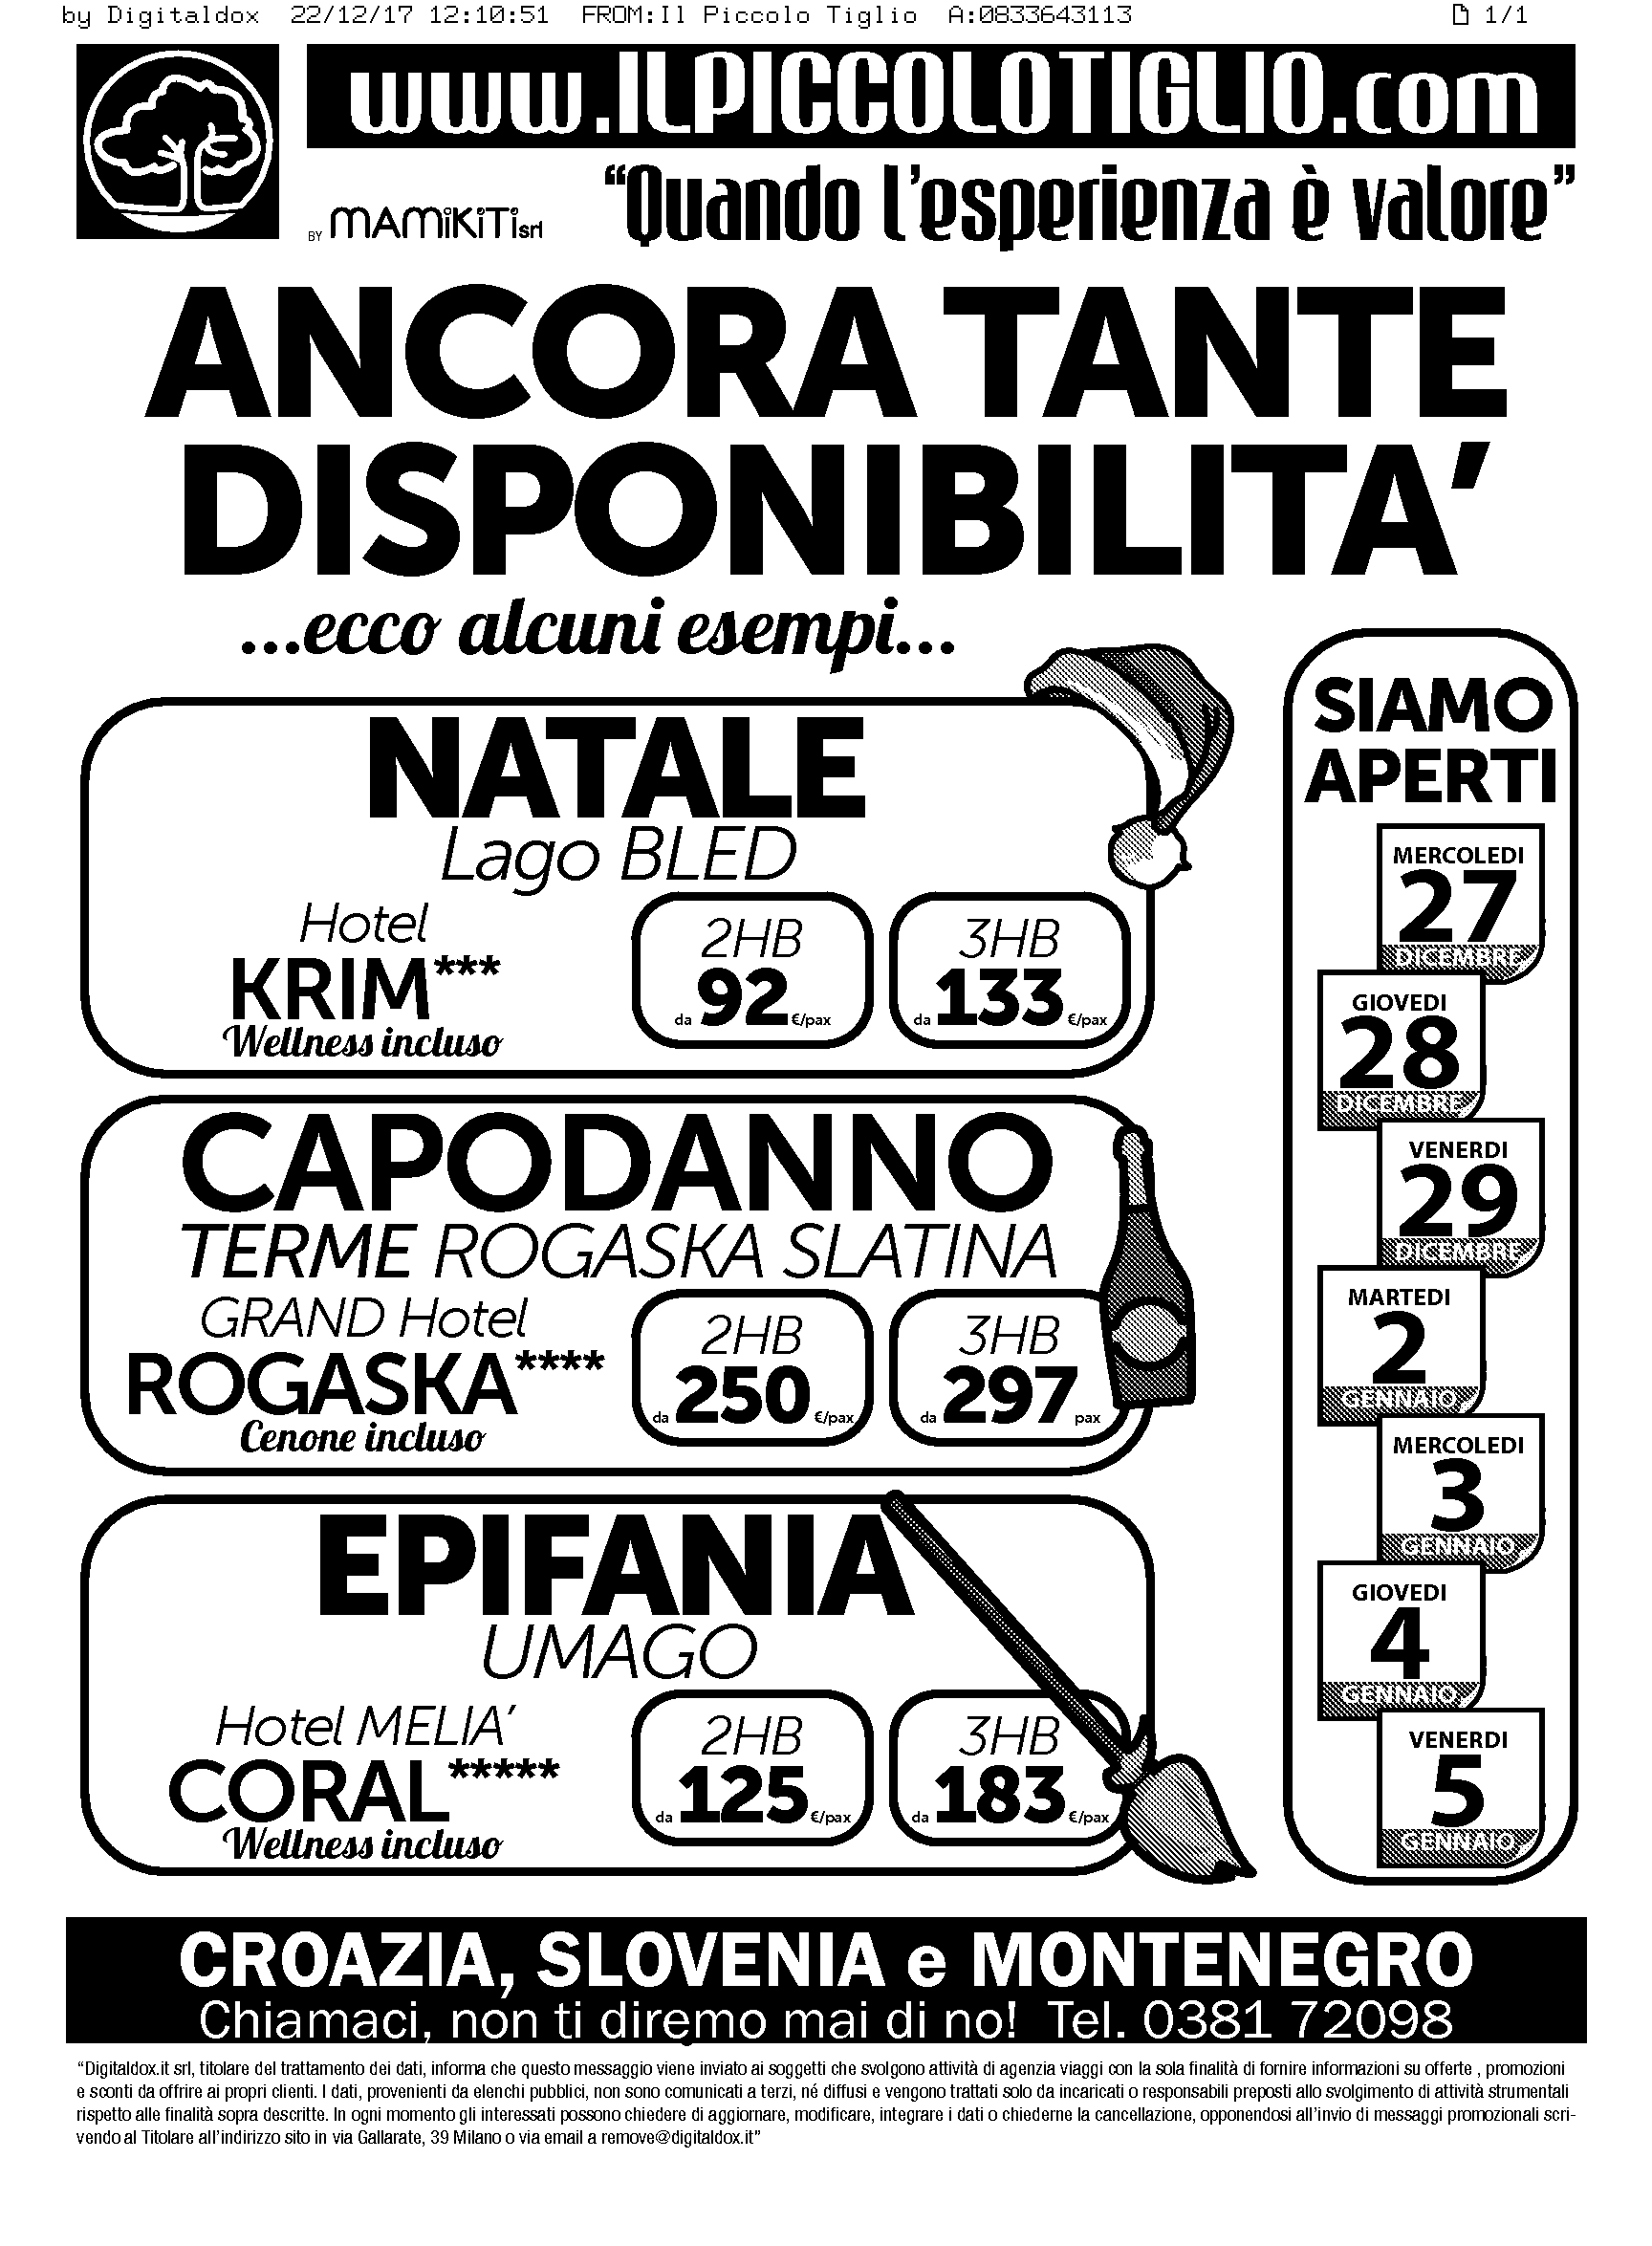 by Digitaldox 22/12/17 12:10:51 FROM:Il Piccolo Tiglio A:0833643113 1/1
www.ILPICCOLOTIGLIO.com
BY MAMiKiTi srl
“Quando l’esperienza è valore”
ANCORA TANTE
DISPONIBILITA’
...ecco alcuni esempi...
NATALE
Lago BLED
Hotel
KRIM***
Wellness incluso
2HB
da 92 €/pax
3HB
da 133 €/pax
CAPODANNO
TERME ROGASKA SLATINA
GRAND Hotel
ROGASKA****
Cenone incluso
2HB
da 250 €/pax
3HB
da 297 pax
EPIFANIA
UMAGO
Hotel MELIA’
CORAL*****
Wellness incluso
2HB
da 125 €/pax
3HB
da 183 €/pax
SIAMO
APERTI
MERCOLEDI
27
DICEMBRE
GIOVEDI
28
DICEMBRE
VENERDI
29
DICEMBRE
MARTEDI
2
GENNAIO
MERCOLEDI
3
GENNAIO
GIOVEDI
4
GENNAIO
VENERDI
5
GENNAIO
CROAZIA, SLOVENIA e MONTENEGRO
Chiamaci, non ti diremo mai di no! Tel. 0381 72098
“Digitaldox.it srl, titolare del trattamento dei dati, informa che questo messaggio viene inviato ai soggetti che svolgono attività di agenzia viaggi con la sola finalità di fornire informazioni su offerte , promozioni
e sconti da offrire ai propri clienti. I dati, provenienti da elenchi pubblici, non sono comunicati a terzi, né diffusi e vengono trattati solo da incaricati o responsabili preposti allo svolgimento di attività strumentali
rispetto alle finalità sopra descritte. In ogni momento gli interessati possono chiedere di aggiornare, modificare, integrare i dati o chiederne la cancellazione, opponendosi all’invio di messaggi promozionali scri-
vendo al Titolare all’indirizzo sito in via Gallarate, 39 Milano o via email a remove@digitaldox.it”